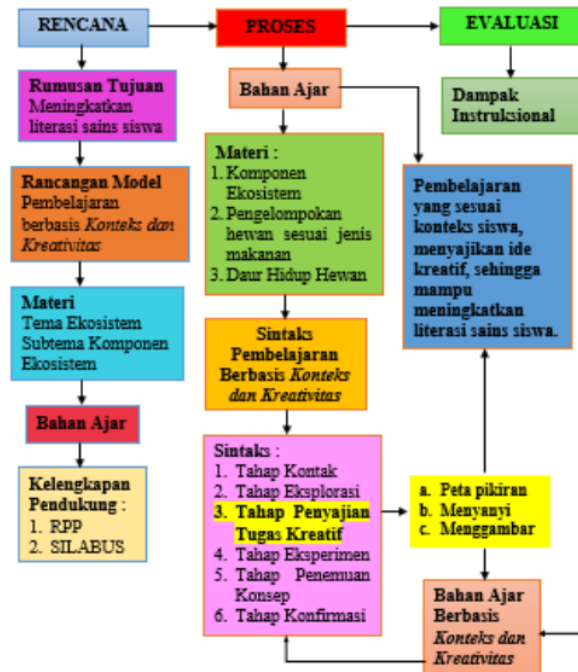 RENCANA
PROSES
EVALUASI
Rumusan Tujuan
Meningkatkan
literasi sains siswa
Rancangan Model
Pembelajaran
berbasis Konteks dan
Kreativitas
Materi
Tema Ekosistem
Subtema Komponen
Ekosistem
Bahan Ajar
Kelengkapan
Pendukung :
1. RPP
2. SILABUS
Bahan Ajar
Materi :
1. Komponen
Ekosistem
2. Pengelompokan
hewan sesuai jenis
makanan
3. Daur Hidup Hewan
Sintaks
Pembelajaran
Berbasis Konteks
dan Kreativitas
Sintaks :
1. Tahap Kontak
2. Tahap Eksplorasi
3. Tahap Penyajian
Tugas Kreatif
4. Tahap Eksperimen
5. Tahap Penemuan
Konsep
6. Tahap Konfirmasi
Dampak
Instruksional
Pembelajaran
yang sesuai
konteks siswa,
menyajikan ide
kreatif, sehingga
mampu
meningkatkan
literasi sains siswa.
a. Peta pikiran
b. Menyanyi
c. Menggambar
Bahan Ajar
Berbasis
Konteks dan
Kreativitas